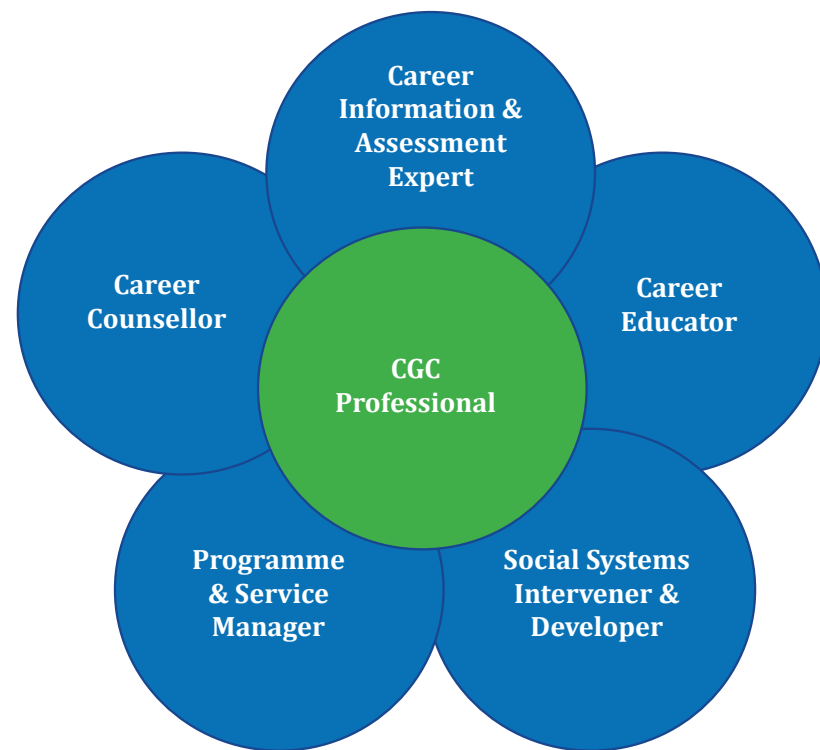 Career
Information &
Assessment
Expert
Career
Counsellor
Career
Educator
CGC
Professional
Programme
& Service
Manager
Social Systems
Intervener &
Developer